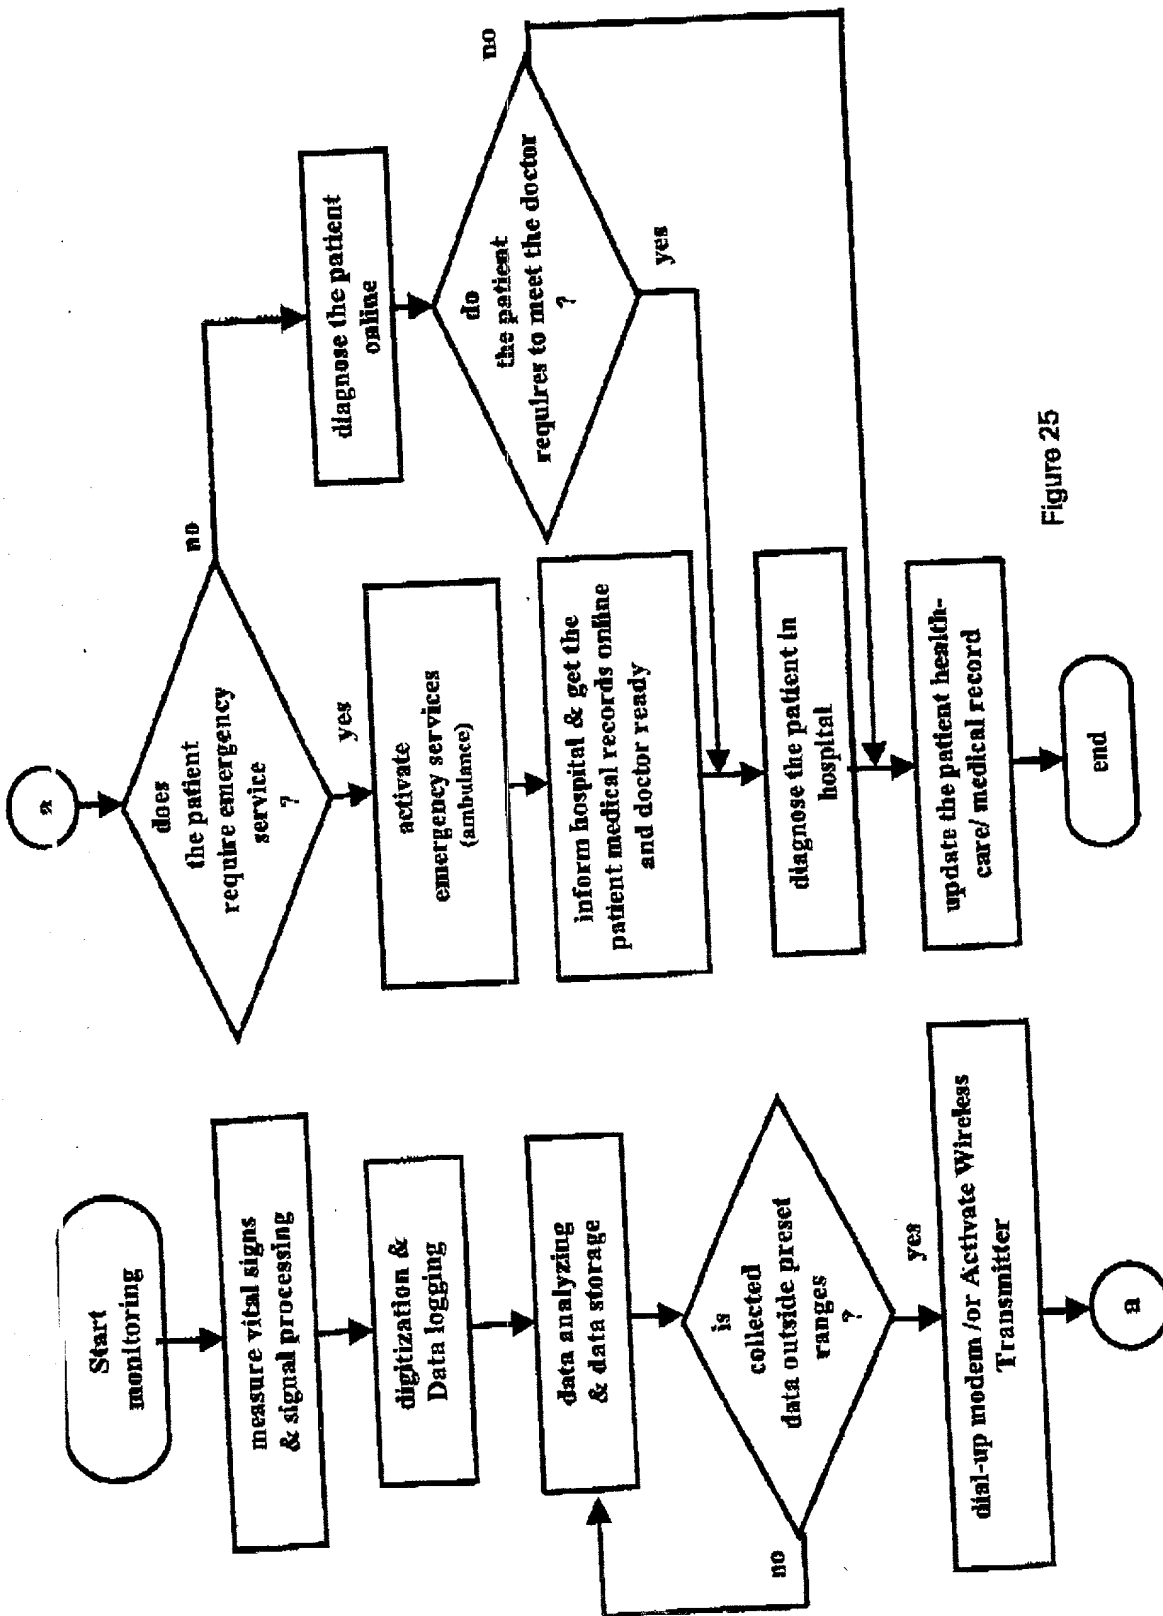 Start
monitoring
measure vital signs
& signal processing
digitization &
Data logging
data analyzing
& data storage
is
collected
data outside preset
ranges
?
no
yes
dial-up modem /or Activate Wireless
Transmitter
a
a
does
the patient
require emergency
service
?
no
yes
activate
emergency services
(ambulance)
inform hospital & get the
patient medical records online
and doctor ready
diagnose the patient
online
do
the patient
requires to meet the doctor
?
no
yes
diagnose the patient in
hospital
update the patient health-
care/ medical record
end
Figure 25